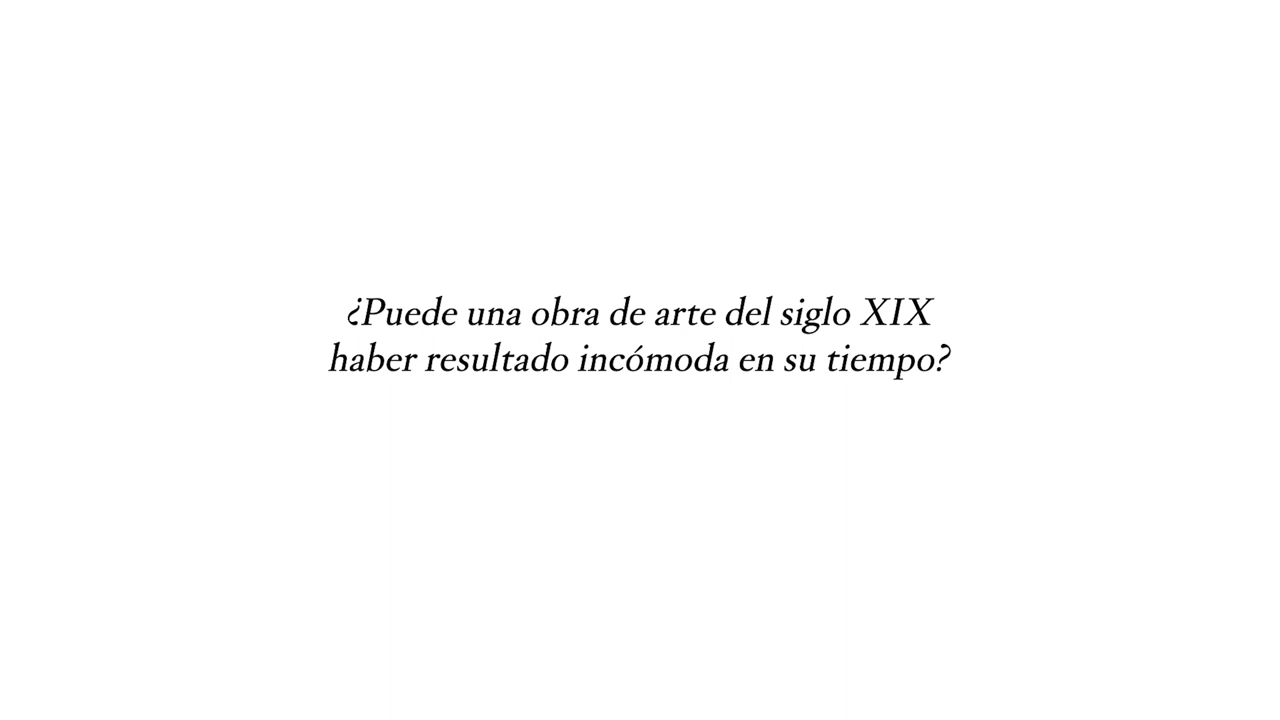 ¿Puede una obra de arte del siglo XIX
haber resultado incómoda en su tiempo?